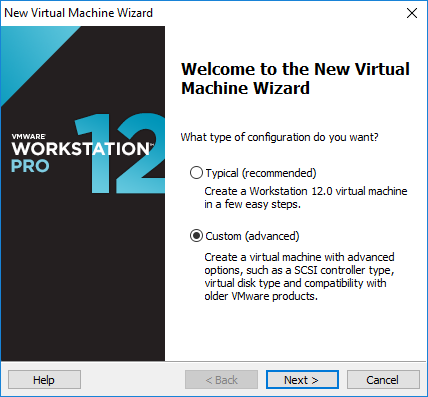 New Virtual Machine Wizard
VMWARE
WORKSTATION™
PRO
12
Welcome to the New Virtual
Machine Wizard
What type of configuration do you want?
Typical (recommended)
Create a Workstation 12.0 virtual machine
in a few easy steps.
Custom (advanced)
Create a virtual machine with advanced
options, such as a SCSI controller type,
virtual disk type and compatibility with
older VMware products.
Help
< Back
Next >
Cancel